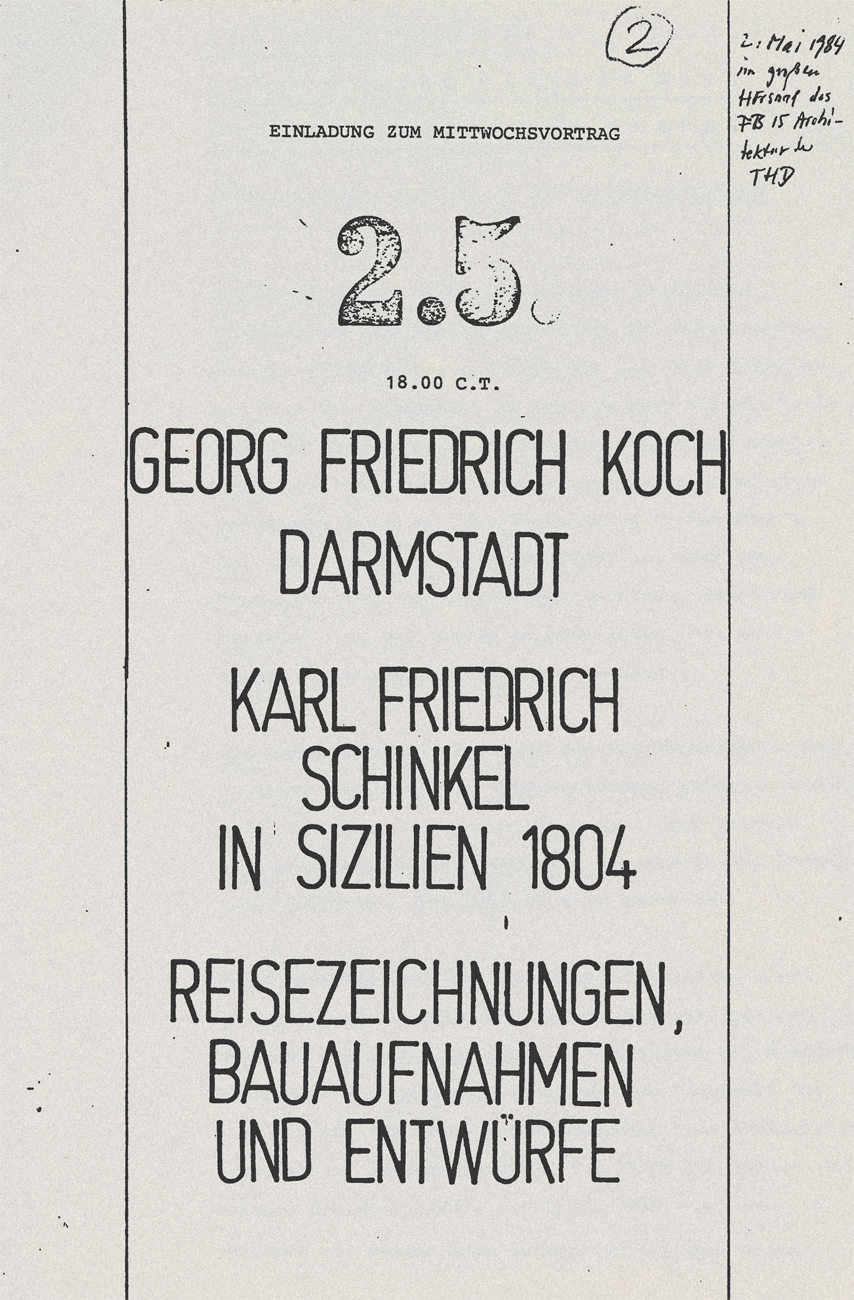 2
2. Mai 1984
im großen
Hörsaal des
FB 15 Archi-
tektur der
THD
EINLADUNG ZUM MITTWOCHSVORTRAG
2.5.
18.00 C.T.
GEORG FRIEDRICH KOCH
DARMSTADT
KARL FRIEDRICH
SCHINKEL
IN SIZILIEN 1804
REISEZEICHNUNGEN,
BAUAUFNAHMEN
UND ENTWÜRFE